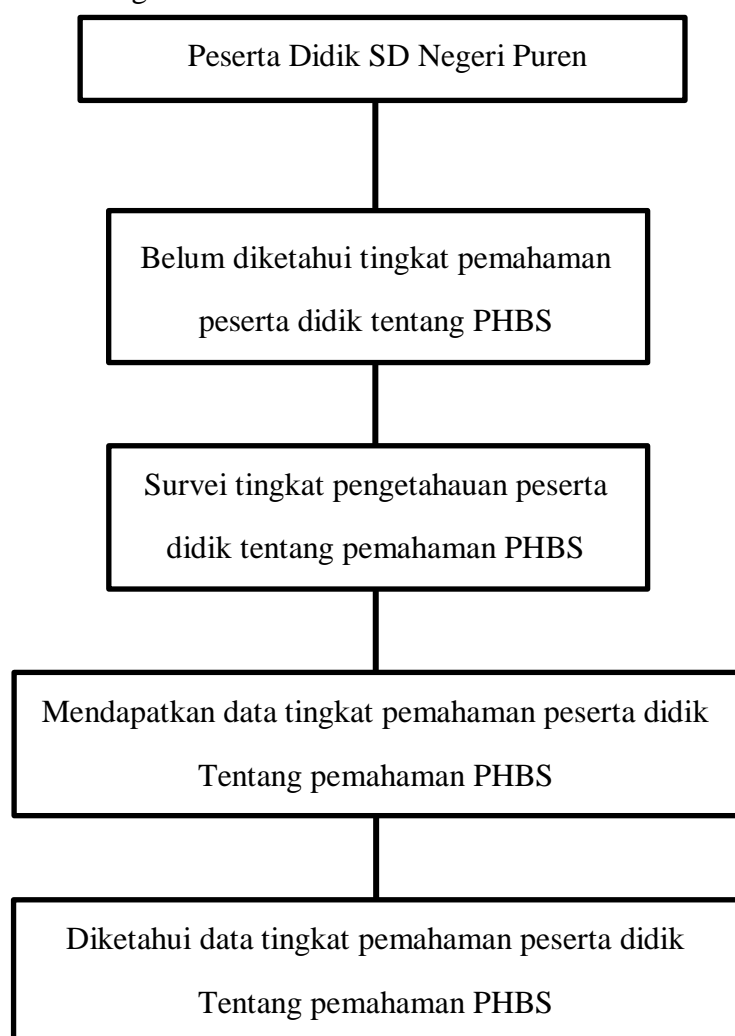 Peserta Didik SD Negeri Puren
Belum diketahui tingkat pemahaman
peserta didik tentang PHBS
Survei tingkat pengetahauan peserta
didik tentang pemahaman PHBS
Mendapatkan data tingkat pemahaman peserta didik
Tentang pemahaman PHBS
Diketahui data tingkat pemahaman peserta didik
Tentang pemahaman PHBS